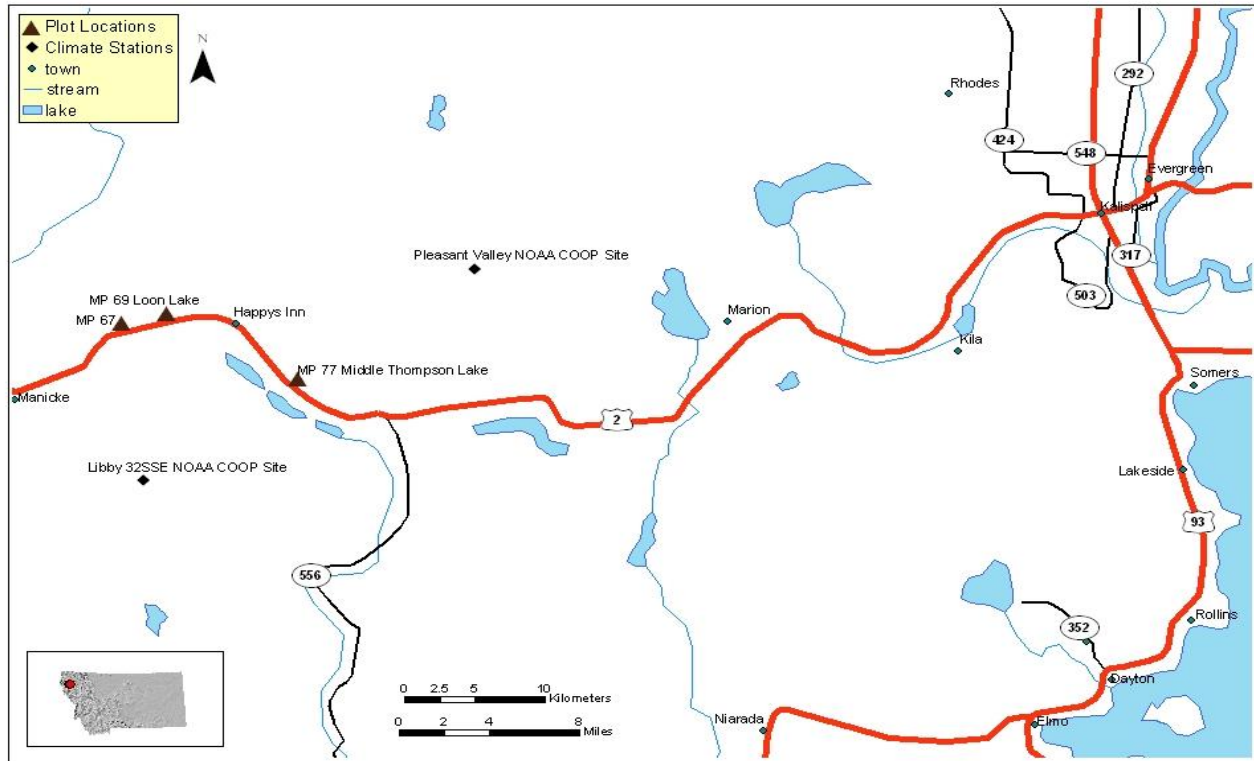 Plot Locations
Climate Stations
town
stream
lake
N
Rhodes
292
424
548
Evergreen
Kalispell
317
503
Pleasant Valley NOAA COOP Site
MP 69 Loon Lake
MP 67
Happys Inn
Marion
Kila
MP 77 Middle Thompson Lake
Manicke
Somers
2
Libby 32SSE NOAA COOP Site
Lakeside
93
556
352
Rollins
Dayton
0 2.5 5 10
Kilometers
0 2 4 8
Miles
Niarada
Elmo